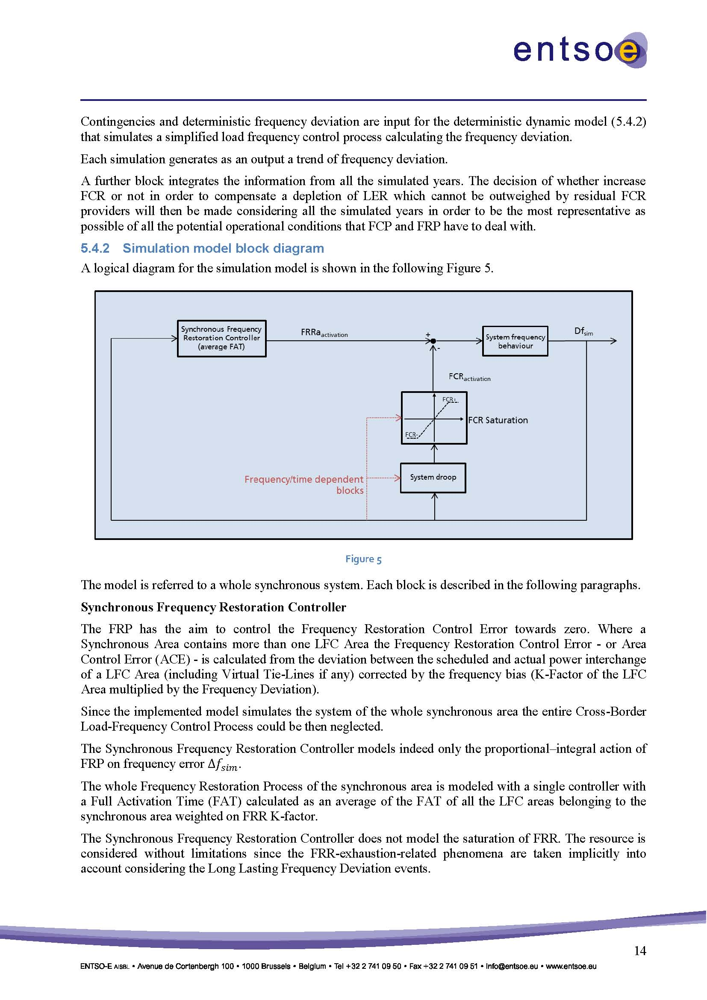 entsoe
Contingencies and deterministic frequency deviation are input for the deterministic dynamic model (5.4.2)
that simulates a simplified load frequency control process calculating the frequency deviation.
Each simulation generates as an output a trend of frequency deviation.
A further block integrates the information from all the simulated years. The decision of whether increase
FCR or not in order to compensate a depletion of LER which cannot be outweighed by residual FCR
providers will then be made considering all the simulated years in order to be the most representative as
possible of all the potential operational conditions that FCP and FRP have to deal with.
5.4.2 Simulation model block diagram
A logical diagram for the simulation model is shown in the following Figure 5.
Synchronous Frequency
Restoration Controller
(average FAT)
FRRa activation
+
-
System frequency
behaviour
Df sim
FCR activation
FCR+
FCR-
FCR Saturation
Frequency/time dependent
blocks
System droop
Figure 5
The model is referred to a whole synchronous system. Each block is described in the following paragraphs.
Synchronous Frequency Restoration Controller
The FRP has the aim to control the Frequency Restoration Control Error towards zero. Where a
Synchronous Area contains more than one LFC Area the Frequency Restoration Control Error - or Area
Control Error (ACE) - is calculated from the deviation between the scheduled and actual power interchange
of a LFC Area (including Virtual Tie-Lines if any) corrected by the frequency bias (K-Factor of the LFC
Area multiplied by the Frequency Deviation).
Since the implemented model simulates the system of the whole synchronous area the entire Cross-Border
Load-Frequency Control Process could be then neglected.
The Synchronous Frequency Restoration Controller models indeed only the proportional–integral action of
FRP on frequency error Δf sim.
The whole Frequency Restoration Process of the synchronous area is modeled with a single controller with
a Full Activation Time (FAT) calculated as an average of the FAT of all the LFC areas belonging to the
synchronous area weighted on FRR K-factor.
The Synchronous Frequency Restoration Controller does not model the saturation of FRR. The resource is
considered without limitations since the FRR-exhaustion-related phenomena are taken implicitly into
account considering the Long Lasting Frequency Deviation events.
14
ENTSO-E AISBL • Avenue de Cortenbergh 100 • 1000 Brussels • Belgium • Tel +32 2 741 09 50 • Fax +32 2 741 09 51 • info@entsoe.eu • www.entsoe.eu